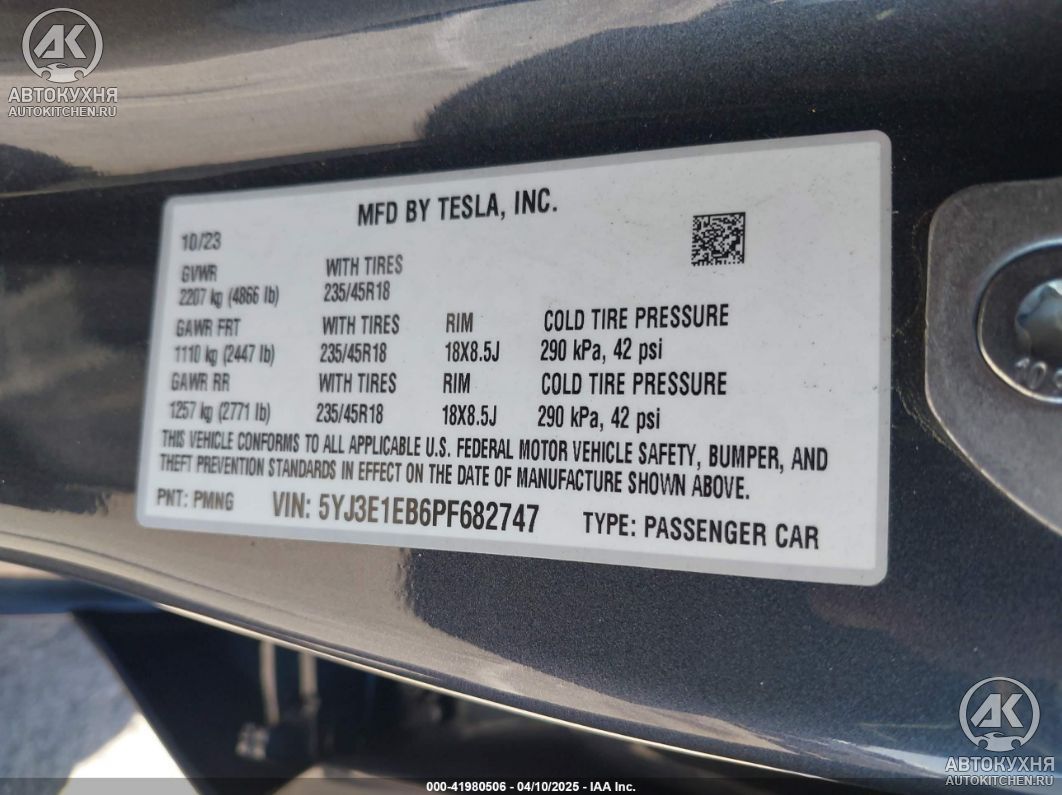 AK
АВТОКУХНЯ
AUTOKITCHEN.RU
MFD BY TESLA, INC.
10/23
GVWR WITH TIRES
2207 kg (4866 lb) 235/45R18
GAWR FRT WITH TIRES RIM COLD TIRE PRESSURE
1110 kg (2447 lb) 235/45R18 18X8.5J 290 kPa, 42 psi
GAWR RR WITH TIRES RIM COLD TIRE PRESSURE
1257 kg (2771 lb) 235/45R18 18X8.5J 290 kPa, 42 psi
THIS VEHICLE CONFORMS TO ALL APPLICABLE U.S. FEDERAL MOTOR VEHICLE SAFETY, BUMPER, AND
THEFT PREVENTION STANDARDS IN EFFECT ON THE DATE OF MANUFACTURE SHOWN ABOVE.
PNT: PMNG VIN: 5YJ3E1EB6PF682747 TYPE: PASSENGER CAR
AK
АВТОКУХНЯ
AUTOKITCHEN.RU
000-41980506 - 04/10/2025 - IAA Inc.